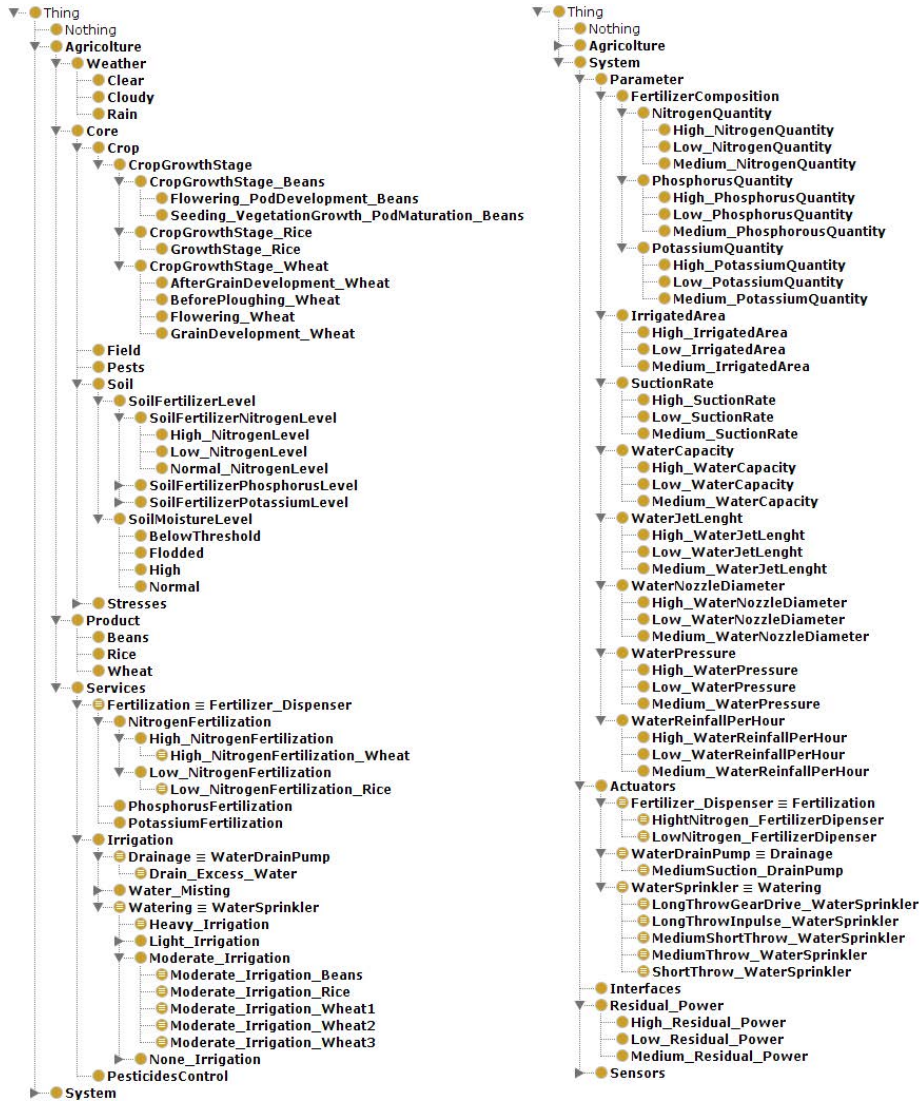 Thing
Nothing
Agricolture
Weather
Clear
Cloudy
Rain
Core
Crop
CropGrowthStage
CropGrowthStage_Beans
Flowering_PodDevelopment_Beans
Seeding_VegetationGrowth_PodMaturation_Beans
CropGrowthStage_Rice
GrowthStage_Rice
CropGrowthStage_Wheat
AfterGrainDevelopment_Wheat
BeforePloughing_Wheat
Flowering_Wheat
GrainDevelopment_Wheat
Field
Pests
Soil
SoilFertilizerLevel
SoilFertilizerNitrogenLevel
High_NitrogenLevel
Low_NitrogenLevel
Normal_NitrogenLevel
SoilFertilizerPhosphorusLevel
SoilFertilizerPotassiumLevel
SoilMoistureLevel
BelowThreshold
Flodded
High
Normal
Stresses
Product
Beans
Rice
Wheat
Services
Fertilization ≡ Fertilizer_Dispenser
NitrogenFertilization
High_NitrogenFertilization
High_NitrogenFertilization_Wheat
Low_NitrogenFertilization
Low_NitrogenFertilization_Rice
PhosphorusFertilization
PotassiumFertilization
Irrigation
Drainage ≡ WaterDrainPump
Drain_Excess_Water
Water_Misting
Watering ≡ WaterSprinkler
Heavy_Irrigation
Light_Irrigation
Moderate_Irrigation
Moderate_Irrigation_Beans
Moderate_Irrigation_Rice
Moderate_Irrigation_Wheat1
Moderate_Irrigation_Wheat2
Moderate_Irrigation_Wheat3
None_Irrigation
PesticidesControl
System
Thing
Nothing
Agricolture
System
Parameter
FertilizerComposition
NitrogenQuantity
High_NitrogenQuantity
Low_NitrogenQuantity
Medium_NitrogenQuantity
PhosphorusQuantity
High_PhosphorusQuantity
Low_PhosphorusQuantity
Medium_PhosphorousQuantity
PotassiumQuantity
High_PotassiumQuantity
Low_PotassiumQuantity
Medium_PotassiumQuantity
IrrigatedArea
High_IrrigatedArea
Low_IrrigatedArea
Medium_IrrigatedArea
SuctionRate
High_SuctionRate
Low_SuctionRate
Medium_SuctionRate
WaterCapacity
High_WaterCapacity
Low_WaterCapacity
Medium_WaterCapacity
WaterJetLenght
High_WaterJetLenght
Low_WaterJetLenght
Medium_WaterJetLenght
WaterNozzleDiameter
High_WaterNozzleDiameter
Low_WaterNozzleDiameter
Medium_WaterNozzleDiameter
WaterPressure
High_WaterPressure
Low_WaterPressure
Medium_WaterPressure
WaterReinfallPerHour
High_WaterReinfallPerHour
Low_WaterReinfallPerHour
Medium_WaterReinfallPerHour
Actuators
Fertilizer_Dispenser ≡ Fertilization
HightNitrogen_FertilizerDipenser
LowNitrogen_FertilizerDipenser
WaterDrainPump ≡ Drainage
MediumSuction_DrainPump
WaterSprinkler ≡ Watering
LongThrowGearDrive_WaterSprinkler
LongThrowInpulse_WaterSprinkler
MediumShortThrow_WaterSprinkler
MediumThrow_WaterSprinkler
ShortThrow_WaterSprinkler
Interfaces
Residual_Power
High_Residual_Power
Low_Residual_Power
Medium_Residual_Power
Sensors